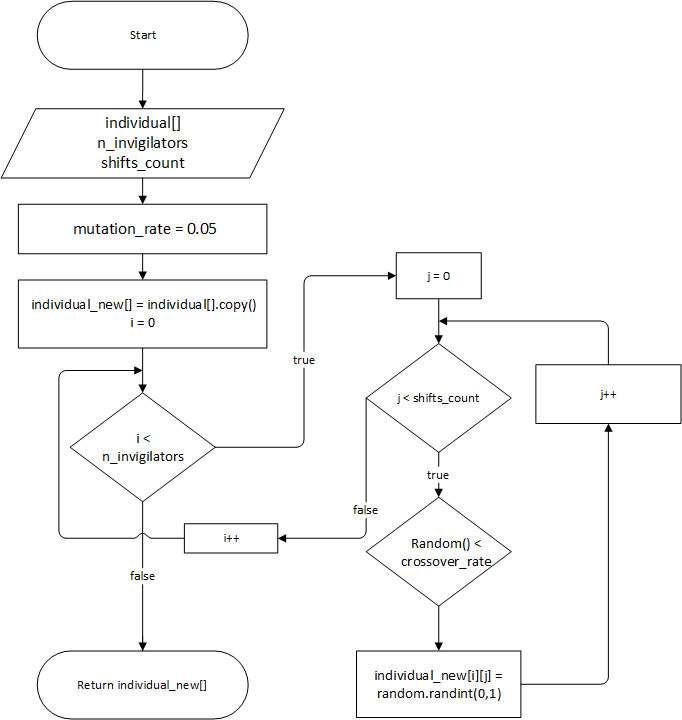 Start
individual[]
n_invigilators
shifts_count
mutation_rate = 0.05
individual_new[] = individual[].copy()
i = 0
i <
n_invigilators
true
false
i++
Return individual_new[]
j = 0
j < shifts_count
true
false
j++
Random() <
crossover_rate
individual_new[i][j] =
random.randint(0,1)